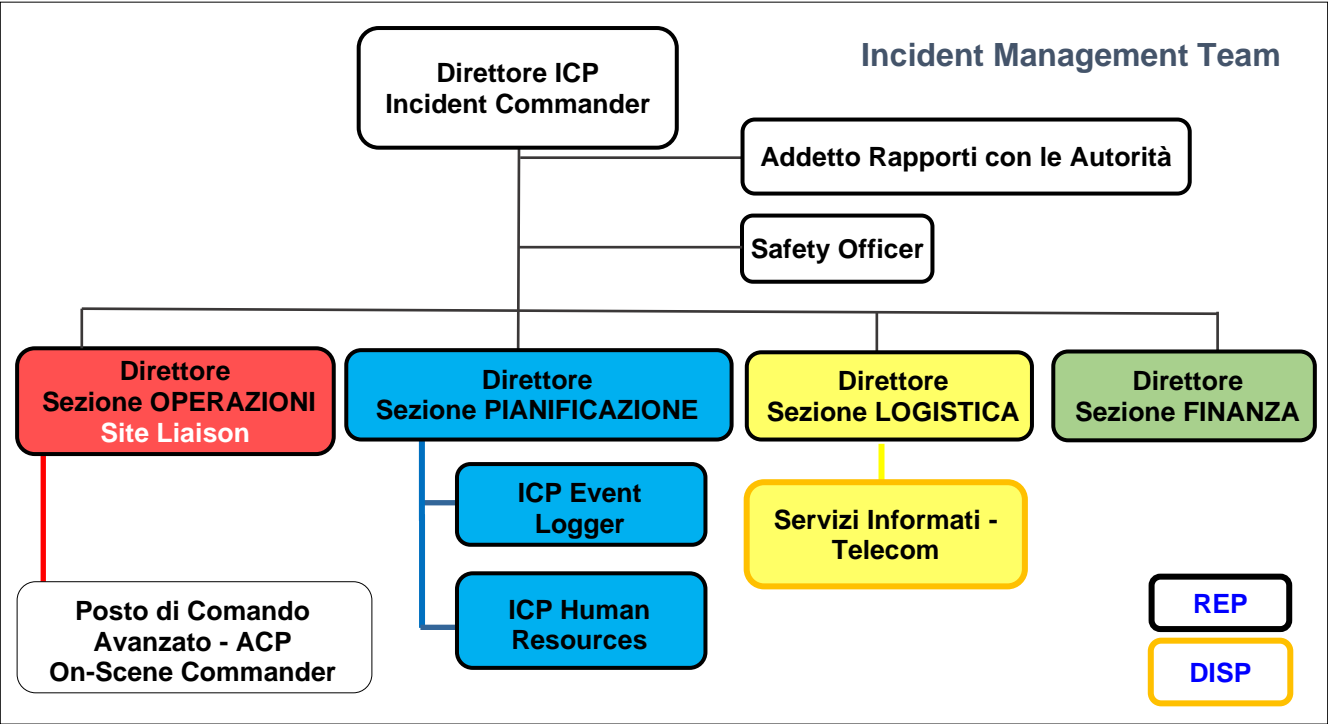 Incident Management Team
Direttore ICP
Incident Commander
Addetto Rapporti con le Autorità
Safety Officer
Direttore
Sezione OPERAZIONI
Site Liaison
Direttore
Sezione PIANIFICAZIONE
Direttore
Sezione LOGISTICA
Direttore
Sezione FINANZA
ICP Event
Logger
Servizi Informati -
Telecom
Posto di Comando
Avanzato - ACP
On-Scene Commander
ICP Human
Resources
REP
DISP